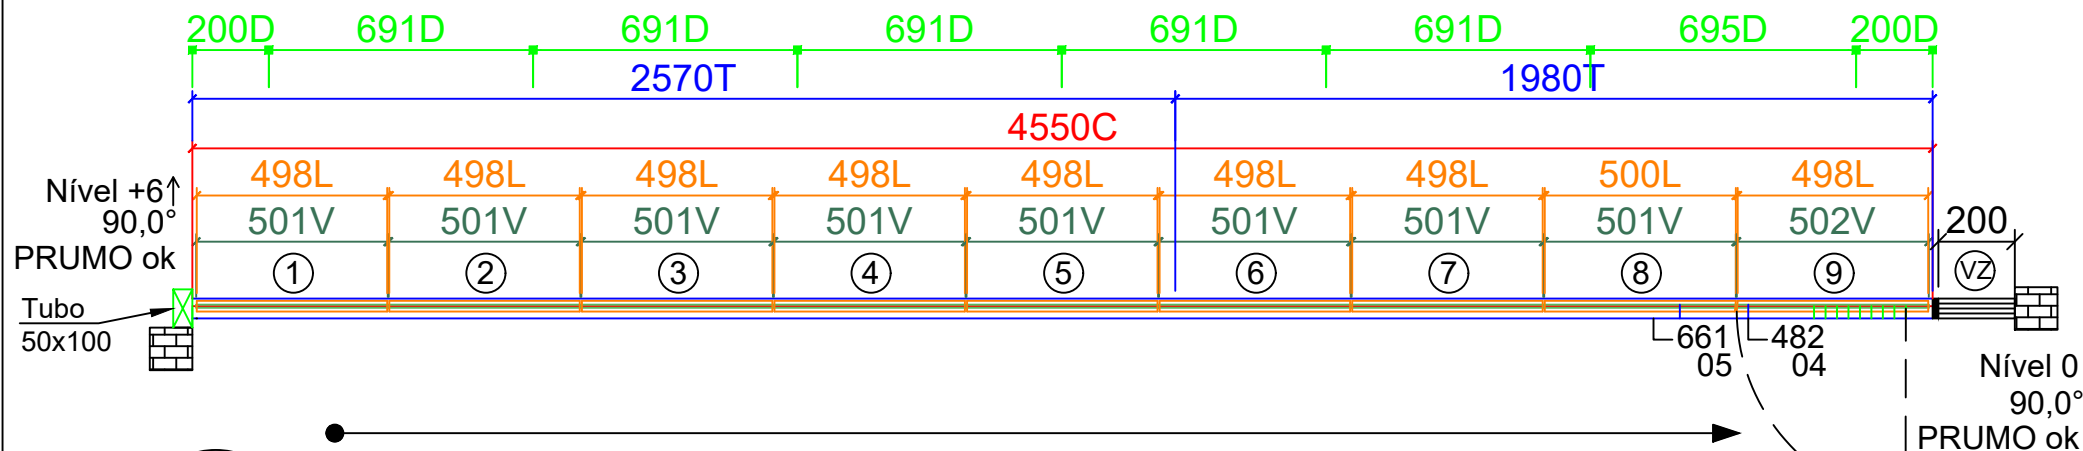 200D 691D 691D 691D 691D 691D 695D 200D
2570T 1980T
4550C
498L 498L 498L 498L 498L 498L 498L 500L 498L
501V 501V 501V 501V 501V 501V 501V 501V 502V 200
1 2 3 4 5 6 7 8 9 VZ
Nível +6↑
90,0°
PRUMO ok
Tubo
50x100
661
05
482
04
Nível 0
90,0°
PRUMO ok